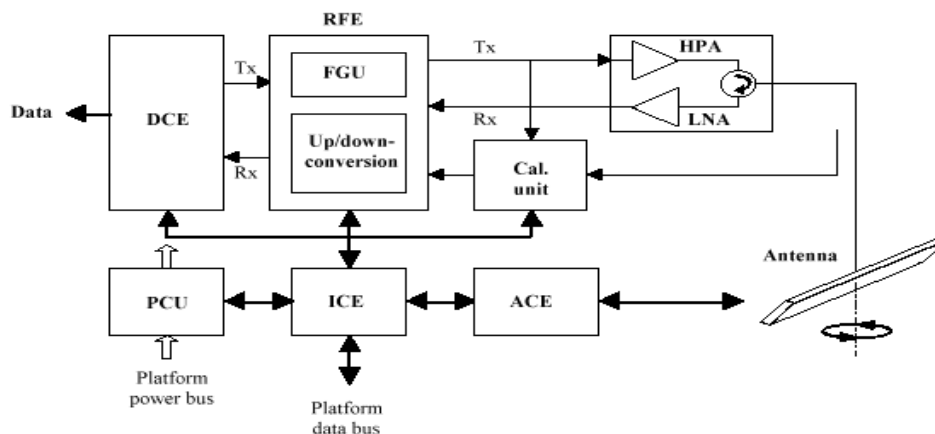 RFE
Tx
HPA
FGU
Tx
Data
DCE
Rx
LNA
Up/down-
conversion
Rx
Cal.
unit
Antenna
PCU
ICE
ACE
Platform
power bus
Platform
data bus